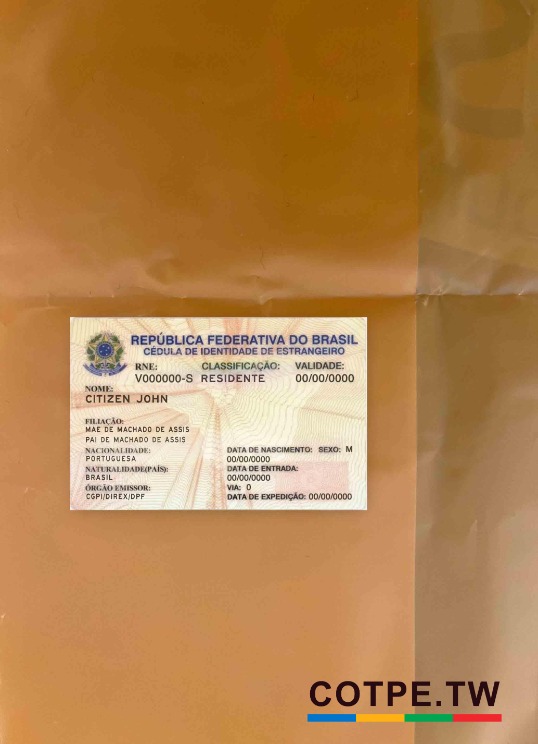 REPÚBLICA FEDERATIVA DO BRASIL
CÉDULA DE IDENTIDADE DE ESTRANGEIRO
RNE: CLASSIFICAÇÃO: VALIDADE:
V000000-S RESIDENTE 00/00/0000
NOME:
CITIZEN JOHN
FILIAÇÃO:
MAE DE MACHADO DE ASSIS
PAI DE MACHADO DE ASSIS
NACIONALIDADE: DATA DE NASCIMENTO: SEXO: M
PORTUGUESA 00/00/0000
NATURALIDADE(PAÍS): DATA DE ENTRADA:
BRASIL 00/00/0000
ÓRGÃO EMISSOR: VIA: 0
CGPI/DIREX/DPF DATA DE EXPEDIÇÃO: 00/00/0000
COTPE.TW